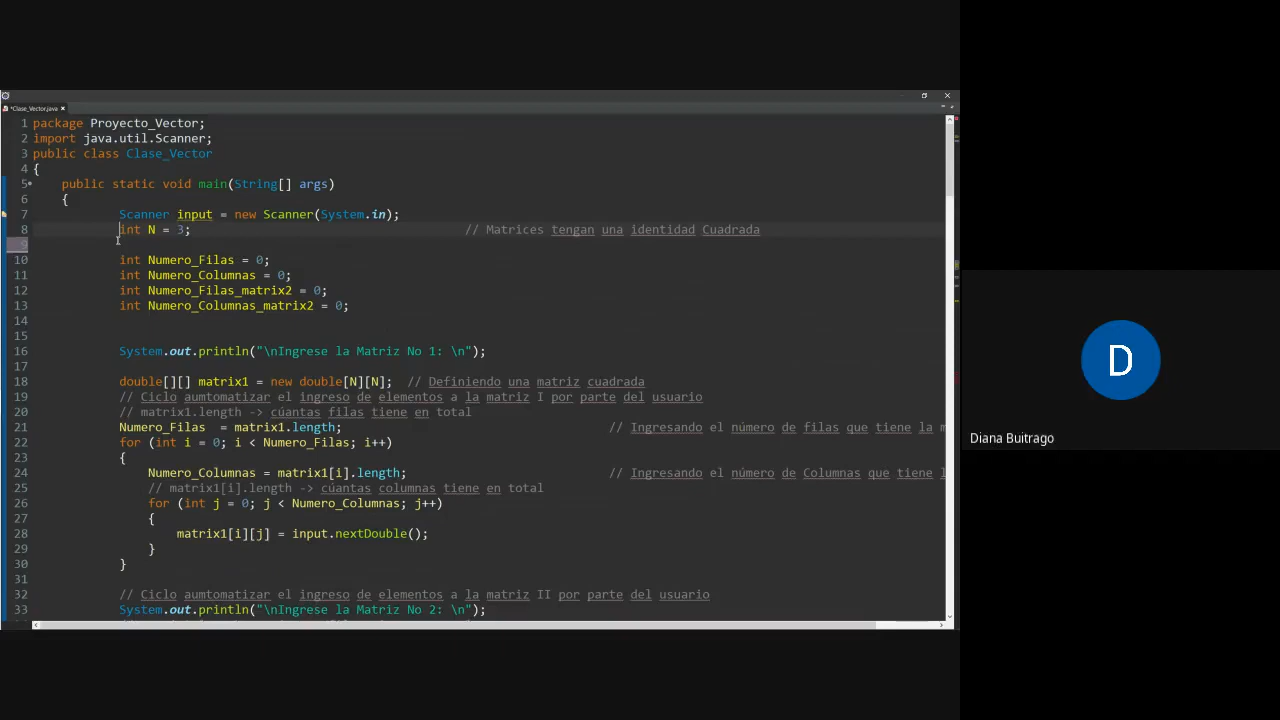 *Clase_Vector.java
1 package Proyecto_Vector;
2 import java.util.Scanner;
3 public class Clase_Vector
4 {
5 public static void main(String[] args)
6 {
7 Scanner input = new Scanner(System.in);
8 int N = 3; // Matrices tengan una identidad Cuadrada
9
10 int Numero_Filas = 0;
11 int Numero_Columnas = 0;
12 int Numero_Filas_matrix2 = 0;
13 int Numero_Columnas_matrix2 = 0;
14
15
16 System.out.println("\nIngrese la Matriz No 1: \n");
17
18 double[][] matrix1 = new double[N][N]; // Definiendo una matriz cuadrada
19 // Ciclo aumtomatizar el ingreso de elementos a la matriz I por parte del usuario
20 // matrix1.length -> cúantas filas tiene en total
21 Numero_Filas = matrix1.length; // Ingresando el número de filas que tiene la m
22 for (int i = 0; i < Numero_Filas; i++)
23 {
24 Numero_Columnas = matrix1[i].length; // Ingresando el número de Columnas que tiene l
25 // matrix1[i].length -> cúantas columnas tiene en total
26 for (int j = 0; j < Numero_Columnas; j++)
27 {
28 matrix1[i][j] = input.nextDouble();
29 }
30 }
31
32 // Ciclo aumtomatizar el ingreso de elementos a la matriz II por parte del usuario
33 System.out.println("\nIngrese la Matriz No 2: \n");
D
Diana Buitrago